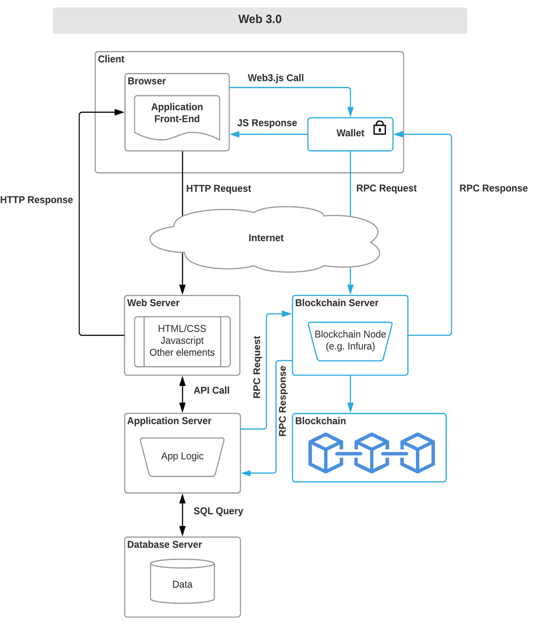 Web 3.0
Client
Browser
Application
Front-End
Web3.js Call
JS Response
Wallet
HTTP Request
RPC Request
HTTP Response
RPC Response
Internet
Web Server
HTML/CSS
Javascript
Other elements
Blockchain Server
Blockchain Node
(e.g. Infura)
API Call
RPC Request
RPC Response
Application Server
App Logic
Blockchain
SQL Query
Database Server
Data